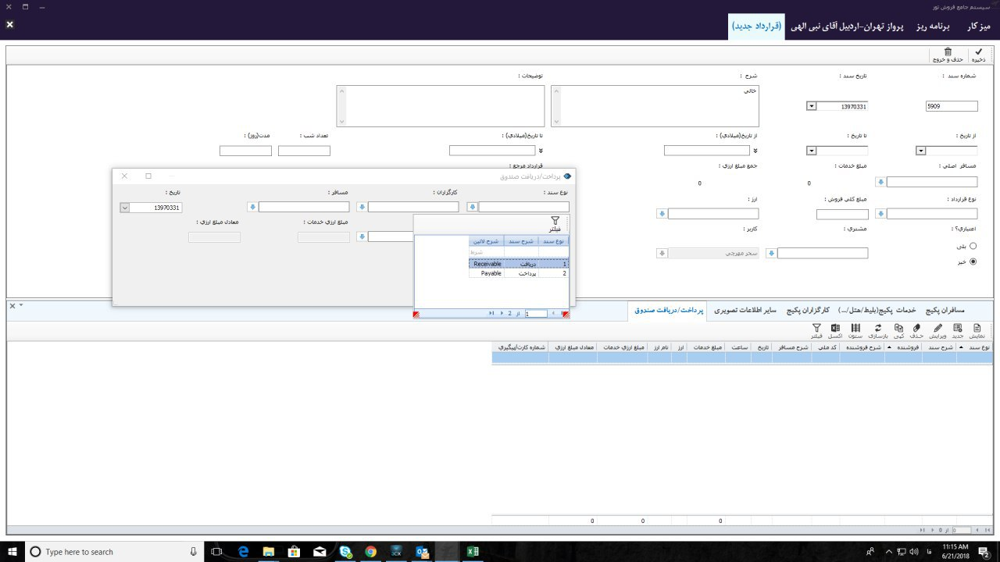 سیستم جامع فروش تور
میز کار برنامه ریز پرواز تهران-اردبیل آقای نبی الهی (قرارداد جدید)
ذخیره حذف و خروج
شماره سند : تاریخ سند : شرح : توضیحات :
5909 13970331 خالی
از تاریخ : تا تاریخ : از تاریخ(میلادی) : تا تاریخ(میلادی) : تعداد شب : مدت(روز) :
مسافر اصلی : مبلغ خدمات : جمع مبلغ ارزی : قرارداد مرجع :
0 0
نوع قرارداد : مبلغ کلی فروش : ارز :
اعتباری؟ : مشتری : کاربر :
بلی
خیر
سحر مهرجی
پرداخت/دریافت صندوق
نوع سند : کارگزاران : مسافر : تاریخ :
13970331
مبلغ ارزی خدمات : معادل مبلغ ارزی :
فیلتر
نوع سند شرح سند شرح لاتین
شرط
1 دریافت Receivable
2 پرداخت Payable
1 از 2
مسافران پکیج خدمات پکیج(بلیط/هتل/...) کارگزاران پکیج سایر اطلاعات تصویری پرداخت/دریافت صندوق
نمایش جدید ویرایش حذف کپی بازسازی ستون اکسل فیلتر
نوع سند شرح سند فروشنده شرح فروشنده کد ملی شرح مسافر تاریخ ساعت مبلغ خدمات ارز نام ارز مبلغ ارزی خدمات معادل مبلغ ارزی شماره کارت/پیگیری
0 0 0
0 از 0
Type here to search
فا
11:15 AM
6/21/2018
2